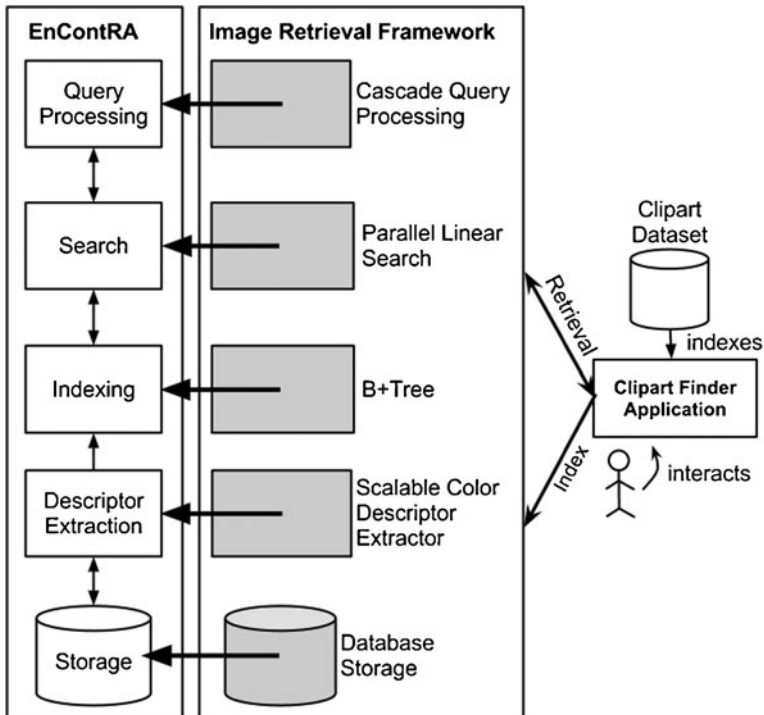 EnContRA
Image Retrieval Framework
Query
Processing
Cascade Query
Processing
Search
Parallel Linear
Search
Indexing
B+Tree
Descriptor
Extraction
Scalable Color
Descriptor
Extractor
Storage
Database
Storage
Retrieval
Index
Clipart
Dataset
indexes
Clipart Finder
Application
interacts